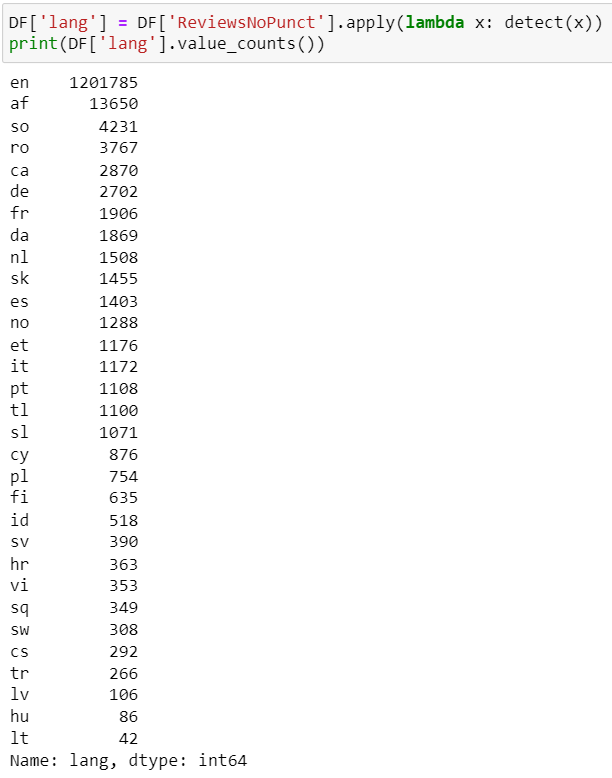 DF['lang'] = DF['ReviewsNoPunct'].apply(lambda x: detect(x))
print(DF['lang'].value_counts())
en 1201785
af 13650
so 4231
ro 3767
ca 2870
de 2702
fr 1906
da 1869
nl 1508
sk 1455
es 1403
no 1288
et 1176
it 1172
pt 1108
tl 1100
sl 1071
cy 876
pl 754
fi 635
id 518
sv 390
hr 363
vi 353
sq 349
sw 308
cs 292
tr 266
lv 106
hu 86
lt 42
Name: lang, dtype: int64